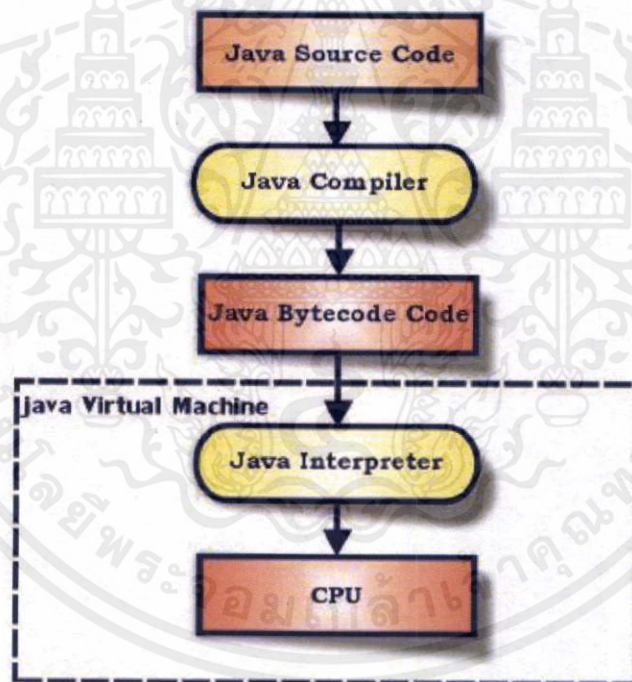 Java Source Code
Java Compiler
Java Bytecode Code
java Virtual Machine
Java Interpreter
CPU